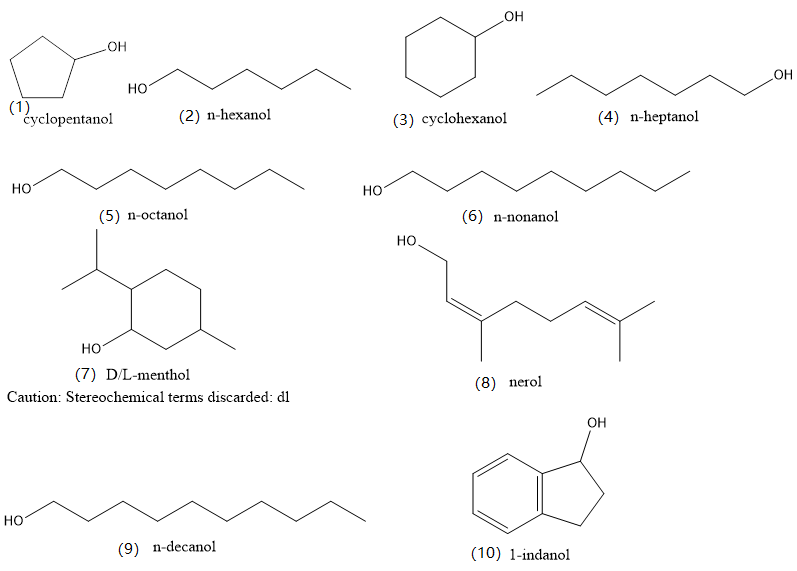 OH
(1)
cyclopentanol
HO
(2) n-hexanol
OH
(3) cyclohexanol
OH
(4) n-heptanol
HO
(5) n-octanol
HO
(6) n-nonanol
HO
(7) D/L-menthol
Caution: Stereochemical terms discarded: dl
HO
(8) nerol
HO
(9) n-decanol
OH
(10) 1-indanol